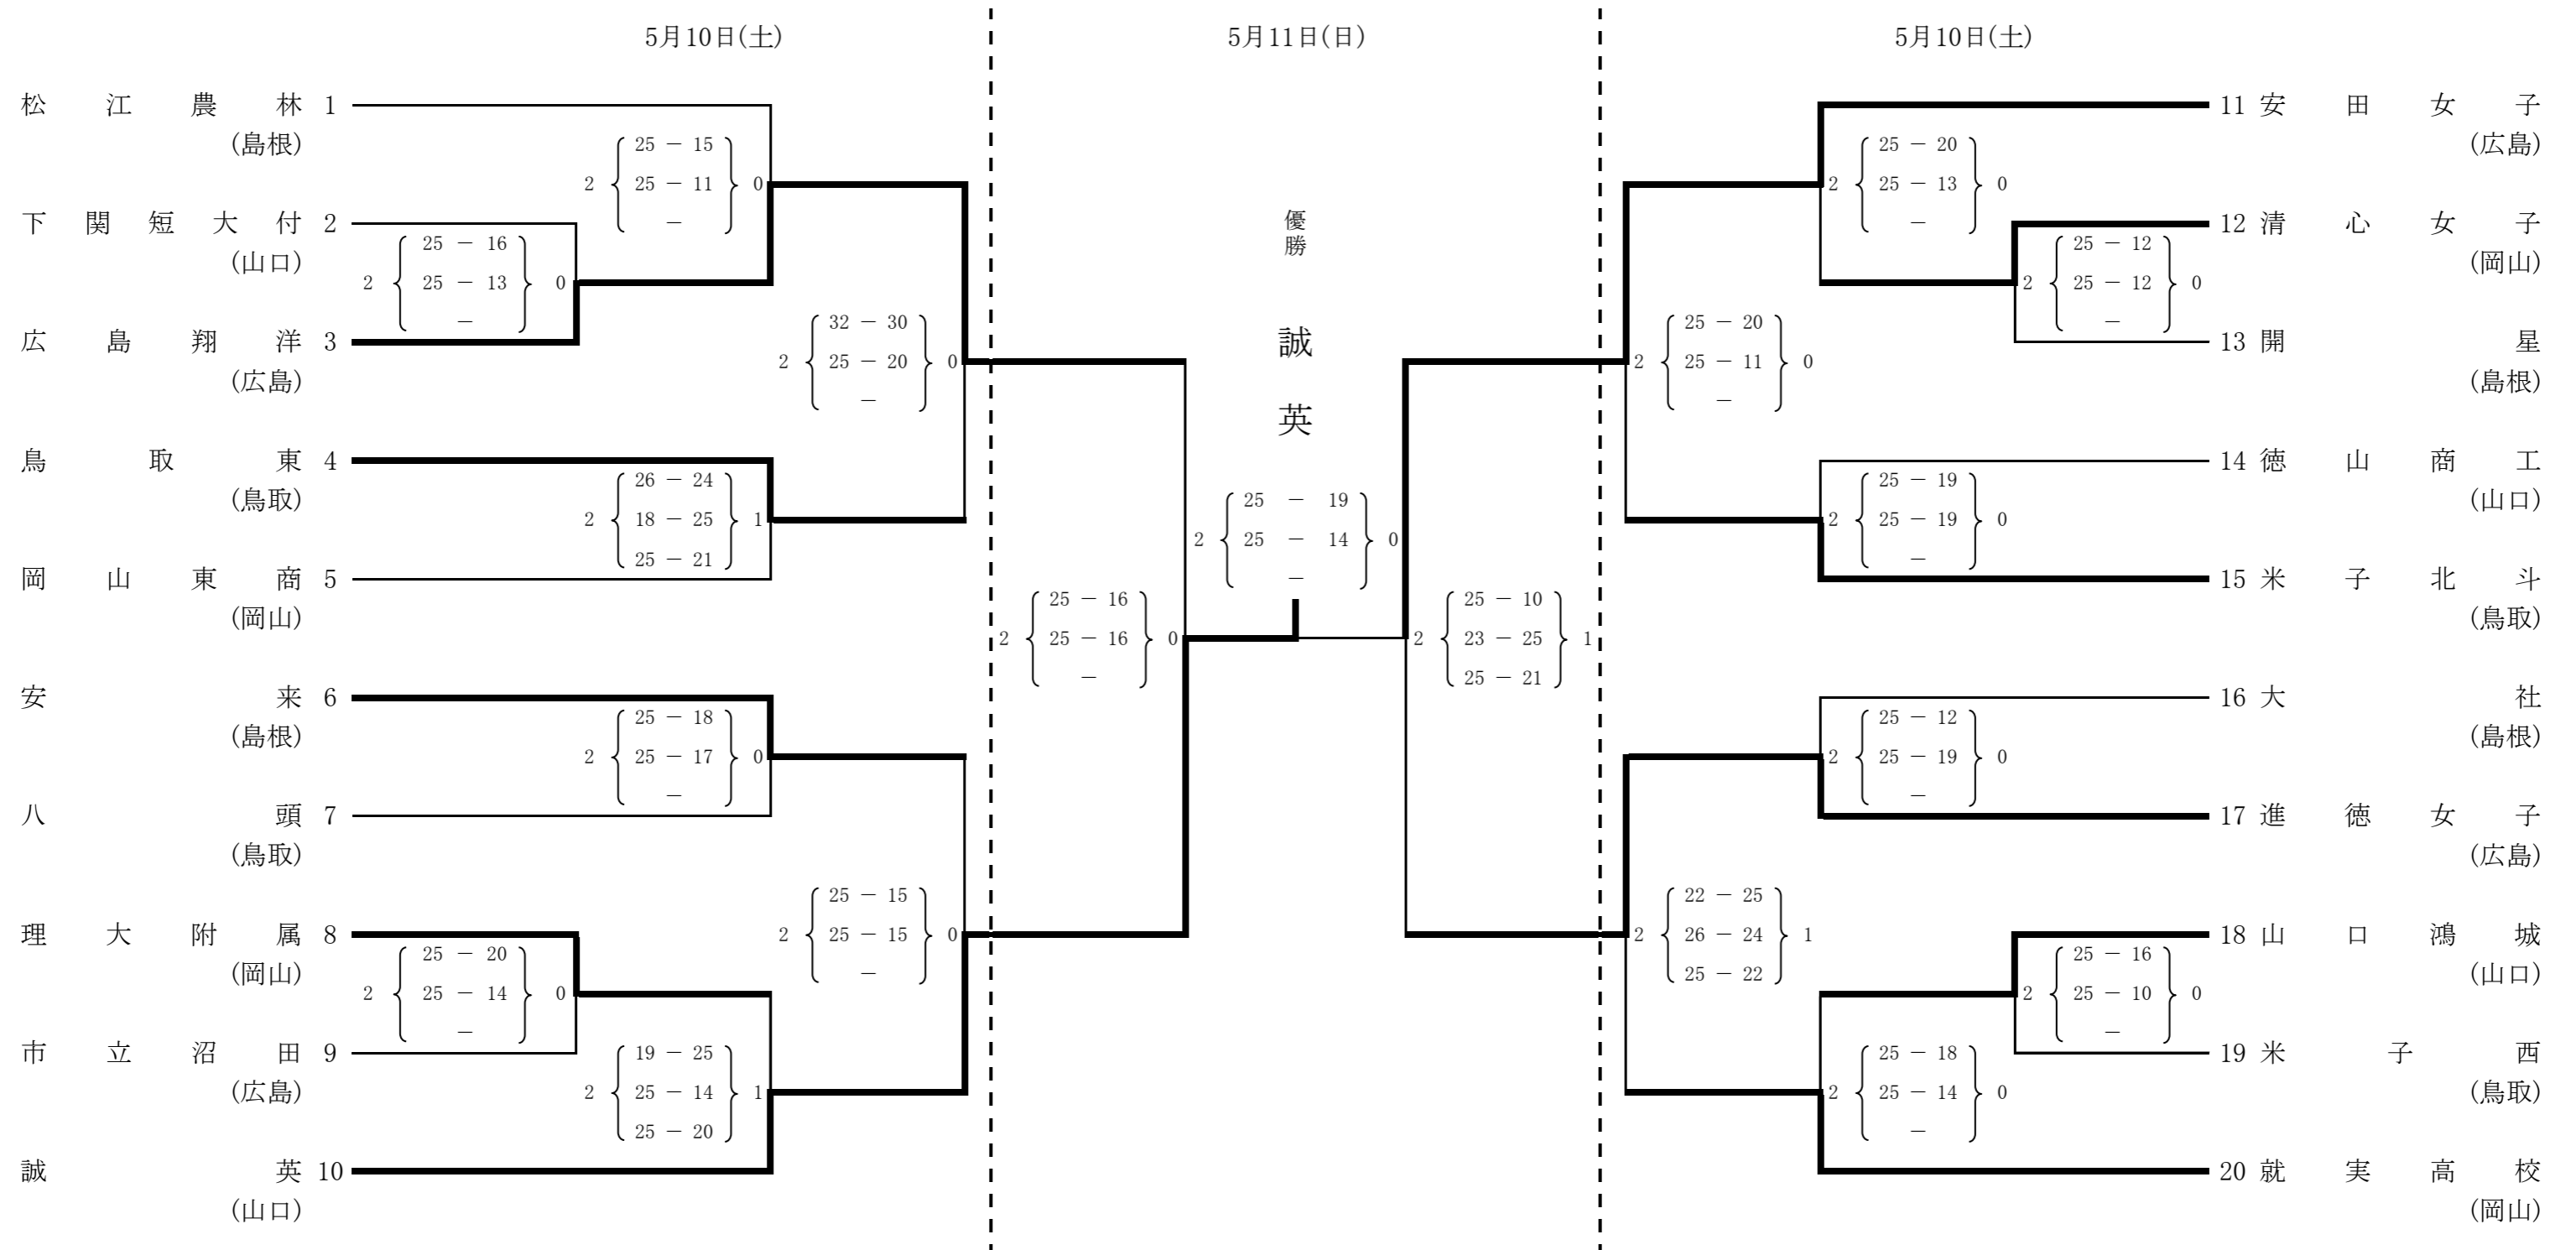 5月10日(土)
5月11日(日)
5月10日(土)
松江農林 1
(島根)
下関短大付 2
(山口)
広島翔洋 3
(広島)
鳥取東 4
(鳥取)
岡山東商 5
(岡山)
安来 6
(島根)
八頭 7
(鳥取)
理大附属 8
(岡山)
市立沼田 9
(広島)
誠英 10
(山口)
2 25 － 16 0
25 － 13
－
2 25 － 20 0
25 － 14
－
2 25 － 15 0
25 － 11
－
2 26 － 24 1
18 － 25
25 － 21
2 25 － 18 0
25 － 17
－
2 19 － 25 1
25 － 14
25 － 20
2 32 － 30 0
25 － 20
－
2 25 － 15 0
25 － 15
－
2 25 － 16 0
25 － 16
－
優勝
誠英
2 25 － 19 0
25 － 14
－
2 25 － 10 1
23 － 25
25 － 21
2 25 － 20 0
25 － 11
－
2 22 － 25 1
26 － 24
25 － 22
2 25 － 20 0
25 － 13
－
2 25 － 19 0
25 － 19
－
2 25 － 12 0
25 － 19
－
2 25 － 18 0
25 － 14
－
2 25 － 12 0
25 － 12
－
2 25 － 16 0
25 － 10
－
11 安田女子
(広島)
12 清心女子
(岡山)
13 開星
(島根)
14 徳山商工
(山口)
15 米子北斗
(鳥取)
16 大社
(島根)
17 進徳女子
(広島)
18 山口鴻城
(山口)
19 米子西
(鳥取)
20 就実高校
(岡山)